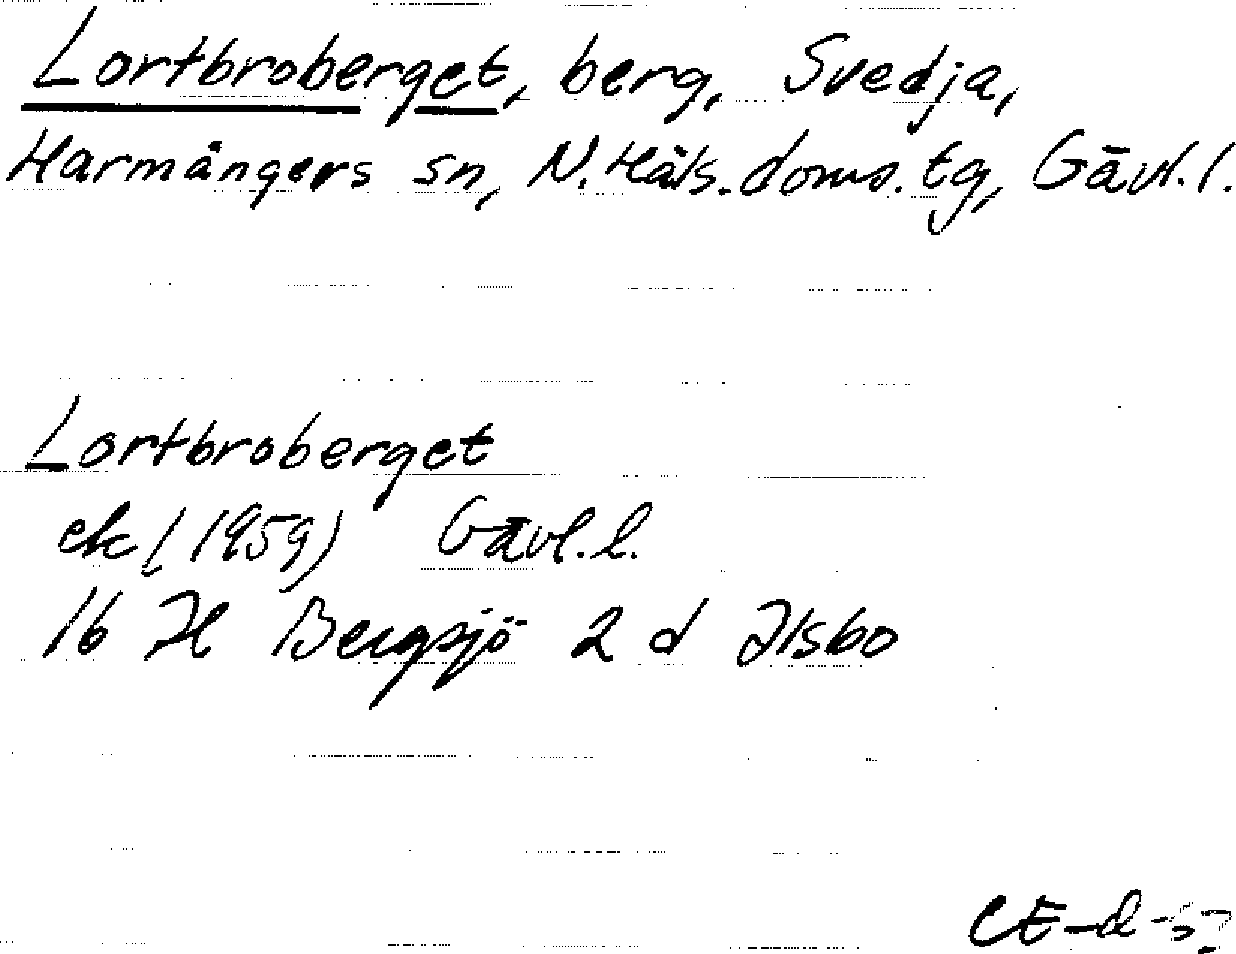 Lortbroberget, berg, Svedja,
Harmångers sn, N. Häls. doms. tg, Gävl. l.
Lortbroberget
ek (1959) Gävl. l.
16 H Bergsjö 2 d Ilsbo